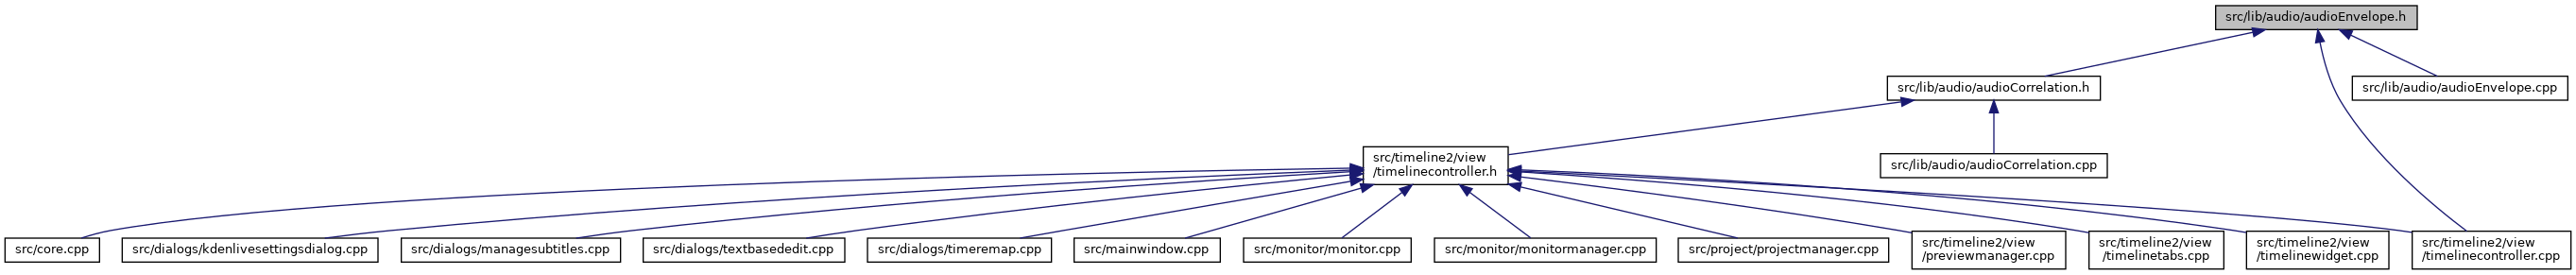 src/lib/audio/audioEnvelope.h
src/lib/audio/audioCorrelation.h
src/lib/audio/audioEnvelope.cpp
src/timeline2/view
/timelinecontroller.h
src/lib/audio/audioCorrelation.cpp
src/core.cpp
src/dialogs/kdenlivesettingsdialog.cpp
src/dialogs/managesubtitles.cpp
src/dialogs/textbasededit.cpp
src/dialogs/timeremap.cpp
src/mainwindow.cpp
src/monitor/monitor.cpp
src/monitor/monitormanager.cpp
src/project/projectmanager.cpp
src/timeline2/view
/previewmanager.cpp
src/timeline2/view
/timelinetabs.cpp
src/timeline2/view
/timelinewidget.cpp
src/timeline2/view
/timelinecontroller.cpp